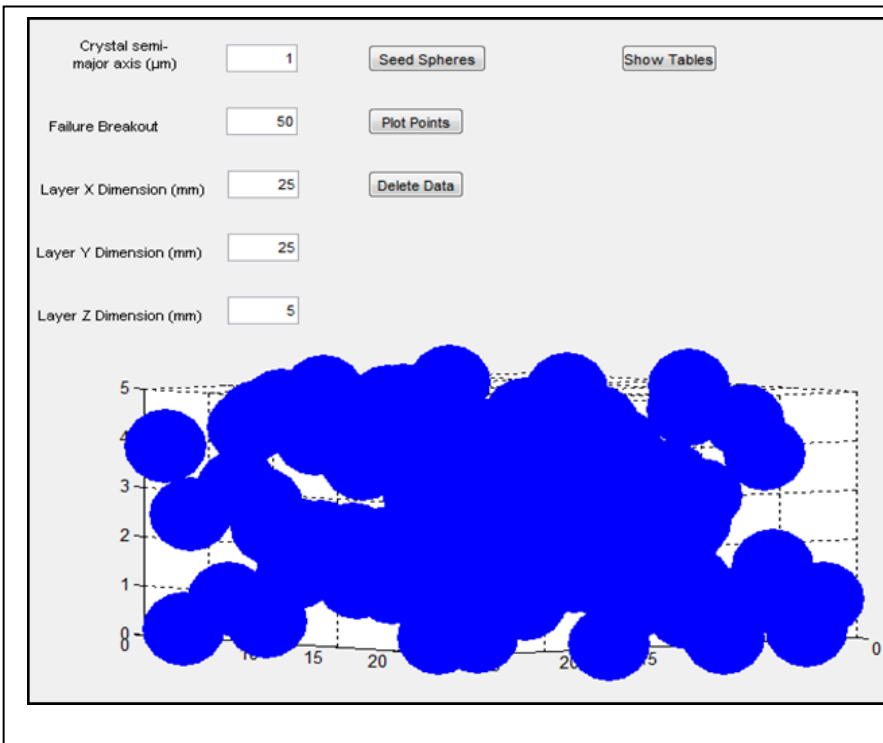 Crystal semi-
major axis (µm)
1
Seed Spheres
Show Tables
Failure Breakout
50
Plot Points
Layer X Dimension (mm)
25
Delete Data
Layer Y Dimension (mm)
25
Layer Z Dimension (mm)
5
5
4
3
2
1
0
0
15
20
20
0